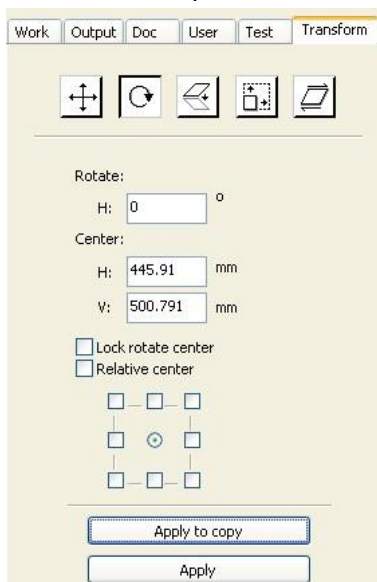 Work Output Doc User Test Transform
Rotate:
H: 0 °
Center:
H: 445.91 mm
V: 500.791 mm
Lock rotate center
Relative center
Apply to copy
Apply